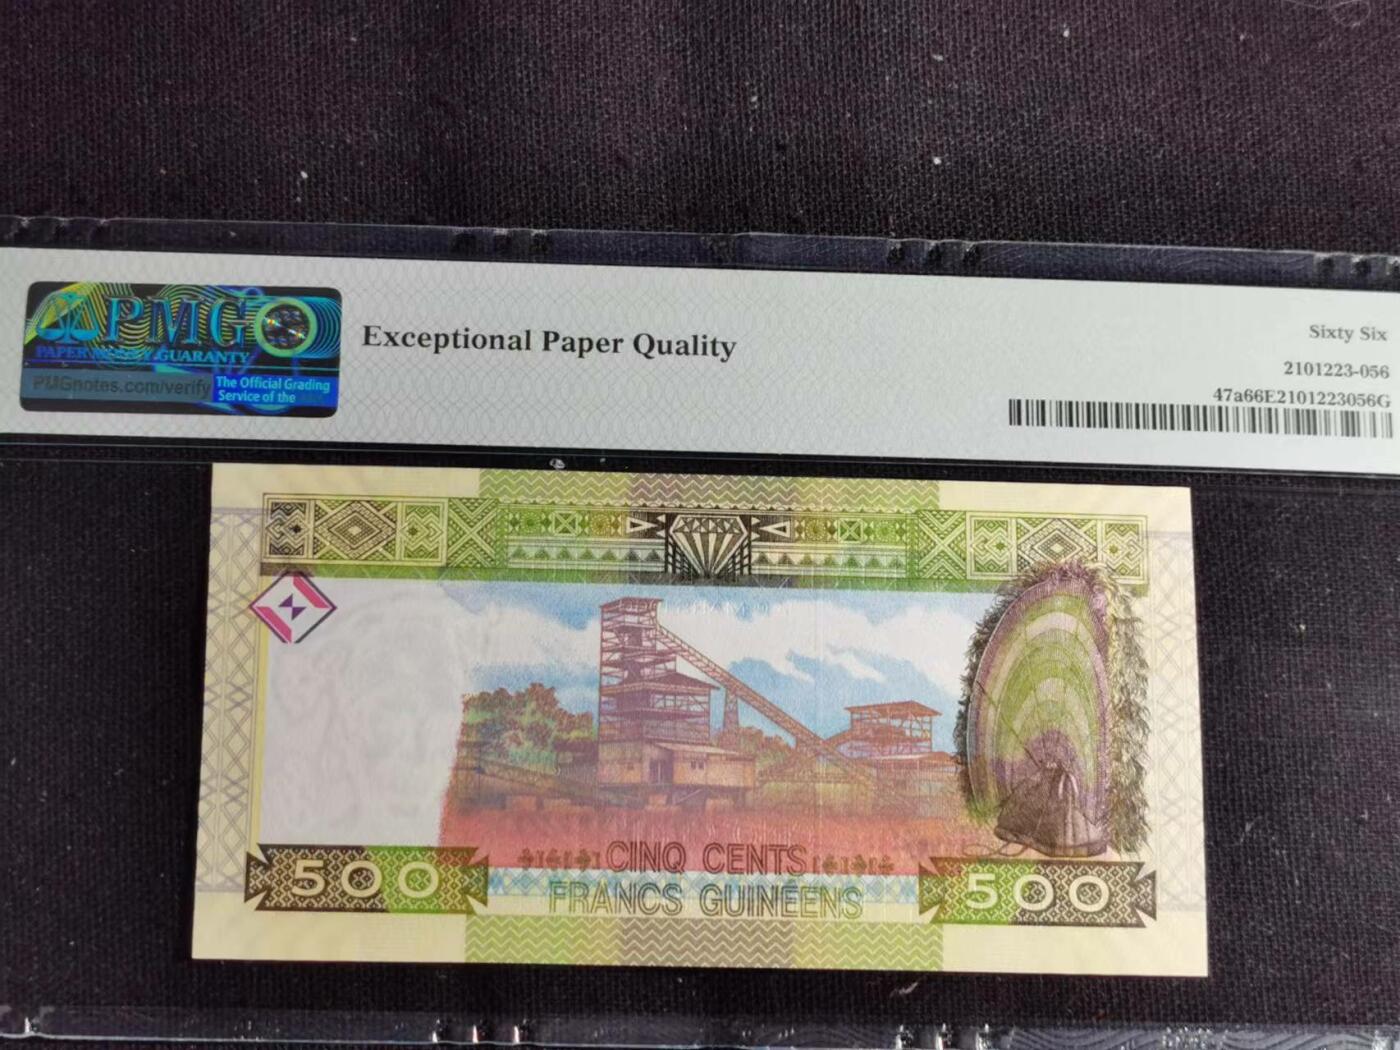 PMG
PAPER MONEY GUARANTY
PMGnotes.com/verify
The Official Grading
Service of the
Exceptional Paper Quality
Sixty Six
2101223-056
47a66E2101223056G
500
CINQ CENTS
FRANCS GUINÉENS
500